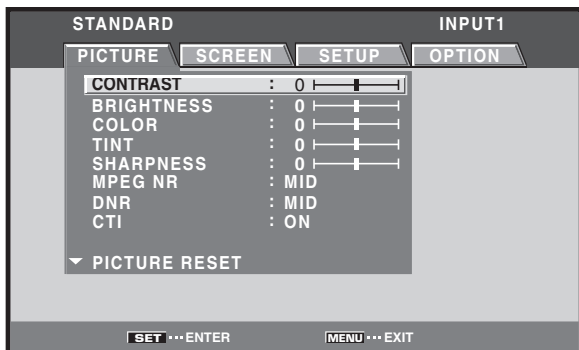 STANDARD INPUT1
PICTURE SCREEN SETUP OPTION
CONTRAST : 0
BRIGHTNESS : 0
COLOR : 0
TINT : 0
SHARPNESS : 0
MPEG NR : MID
DNR : MID
CTI : ON
PICTURE RESET
SET ··· ENTER MENU ··· EXIT